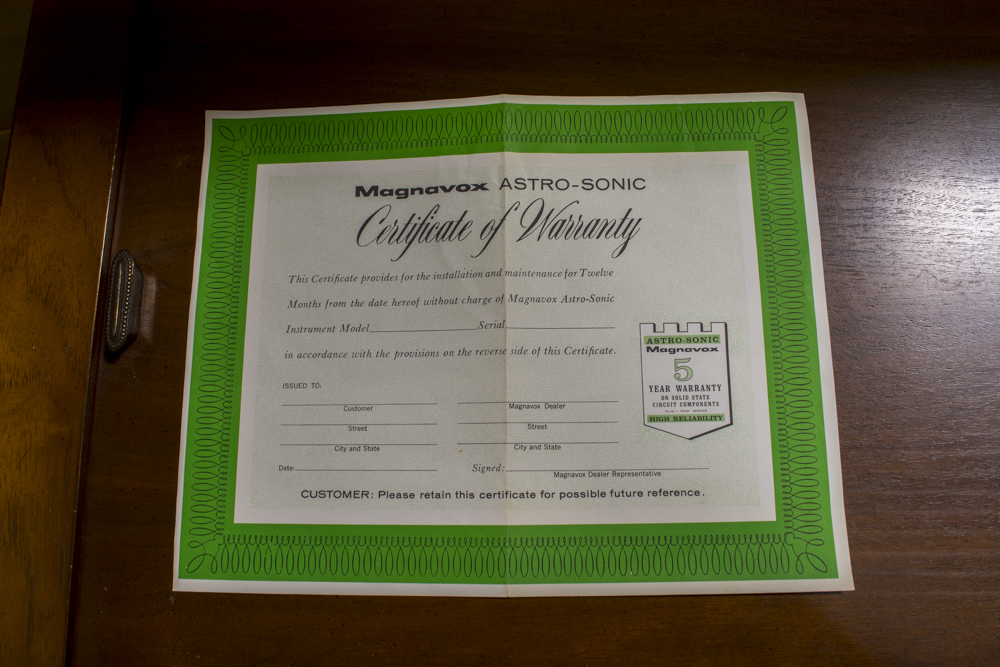 Magnavox ASTRO-SONIC
Certificate of Warranty
This Certificate provides for the installation and maintenance for Twelve
Months from the date hereof without charge of Magnavox Astro-Sonic
Instrument Model Serial
in accordance with the provisions on the reverse side of this Certificate.
ASTRO-SONIC
Magnavox
5
YEAR WARRANTY
ON SOLID STATE
CIRCUIT COMPONENTS
PLUS 1 YEAR SERVICE
HIGH RELIABILITY
ISSUED TO:
Customer
Magnavox Dealer
Street
Street
City and State
City and State
Date:
Signed:
Magnavox Dealer Representative
CUSTOMER: Please retain this certificate for possible future reference.